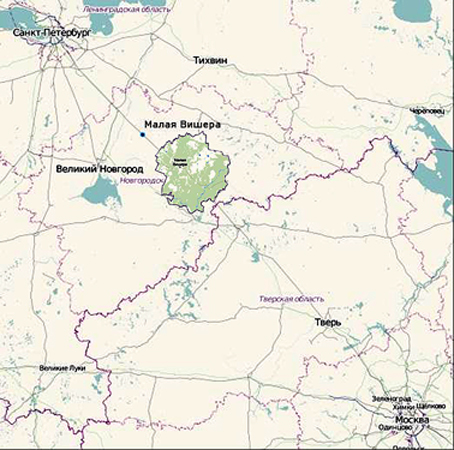 Ленинградская область
Санкт-Петербург
Тихвин
Череповец
Малая Вишера
Великий Новгород
Новгородск
Тверская область
Тверь
Великие Луки
Зеленоград
Химки
Щёлково
Москва
Одинцово